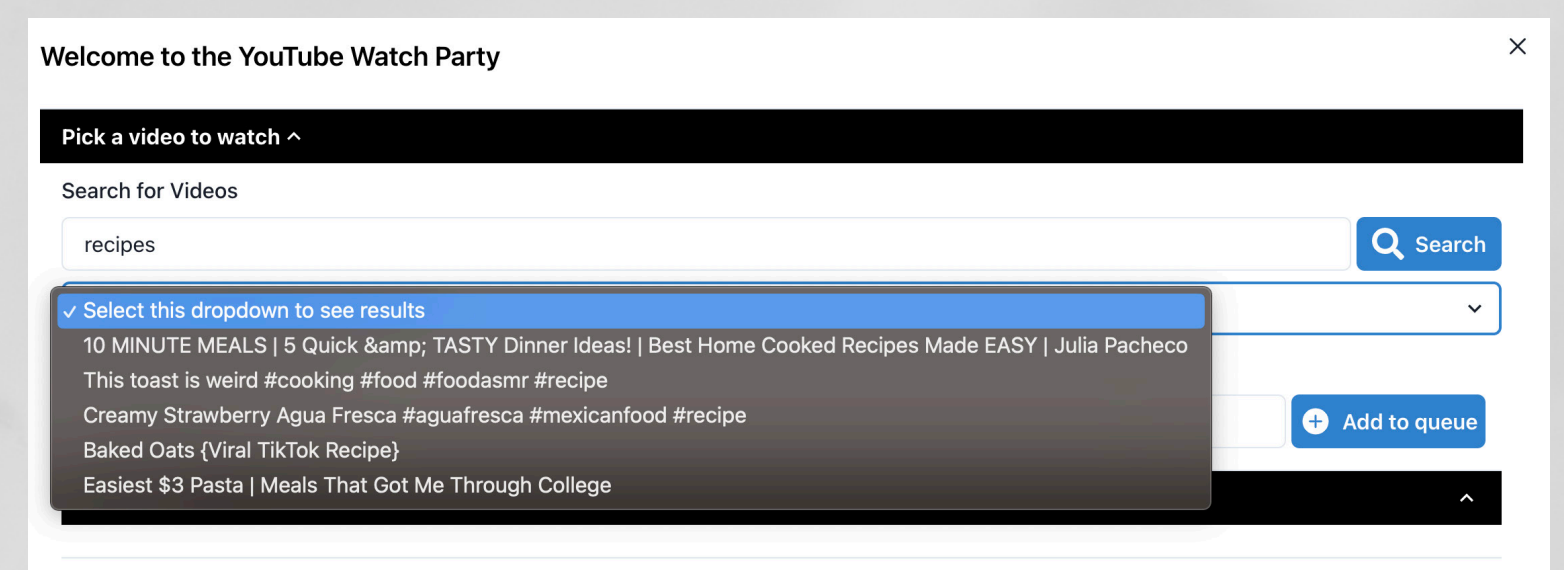 Welcome to the YouTube Watch Party
Pick a video to watch
Search for Videos
recipes
Search
Select this dropdown to see results
10 MINUTE MEALS | 5 Quick &amp; TASTY Dinner Ideas! | Best Home Cooked Recipes Made EASY | Julia Pacheco
This toast is weird #cooking #food #foodasmr #recipe
Creamy Strawberry Agua Fresca #aguafresca #mexicanfood #recipe
Baked Oats {Viral TikTok Recipe}
Easiest $3 Pasta | Meals That Got Me Through College
Add to queue